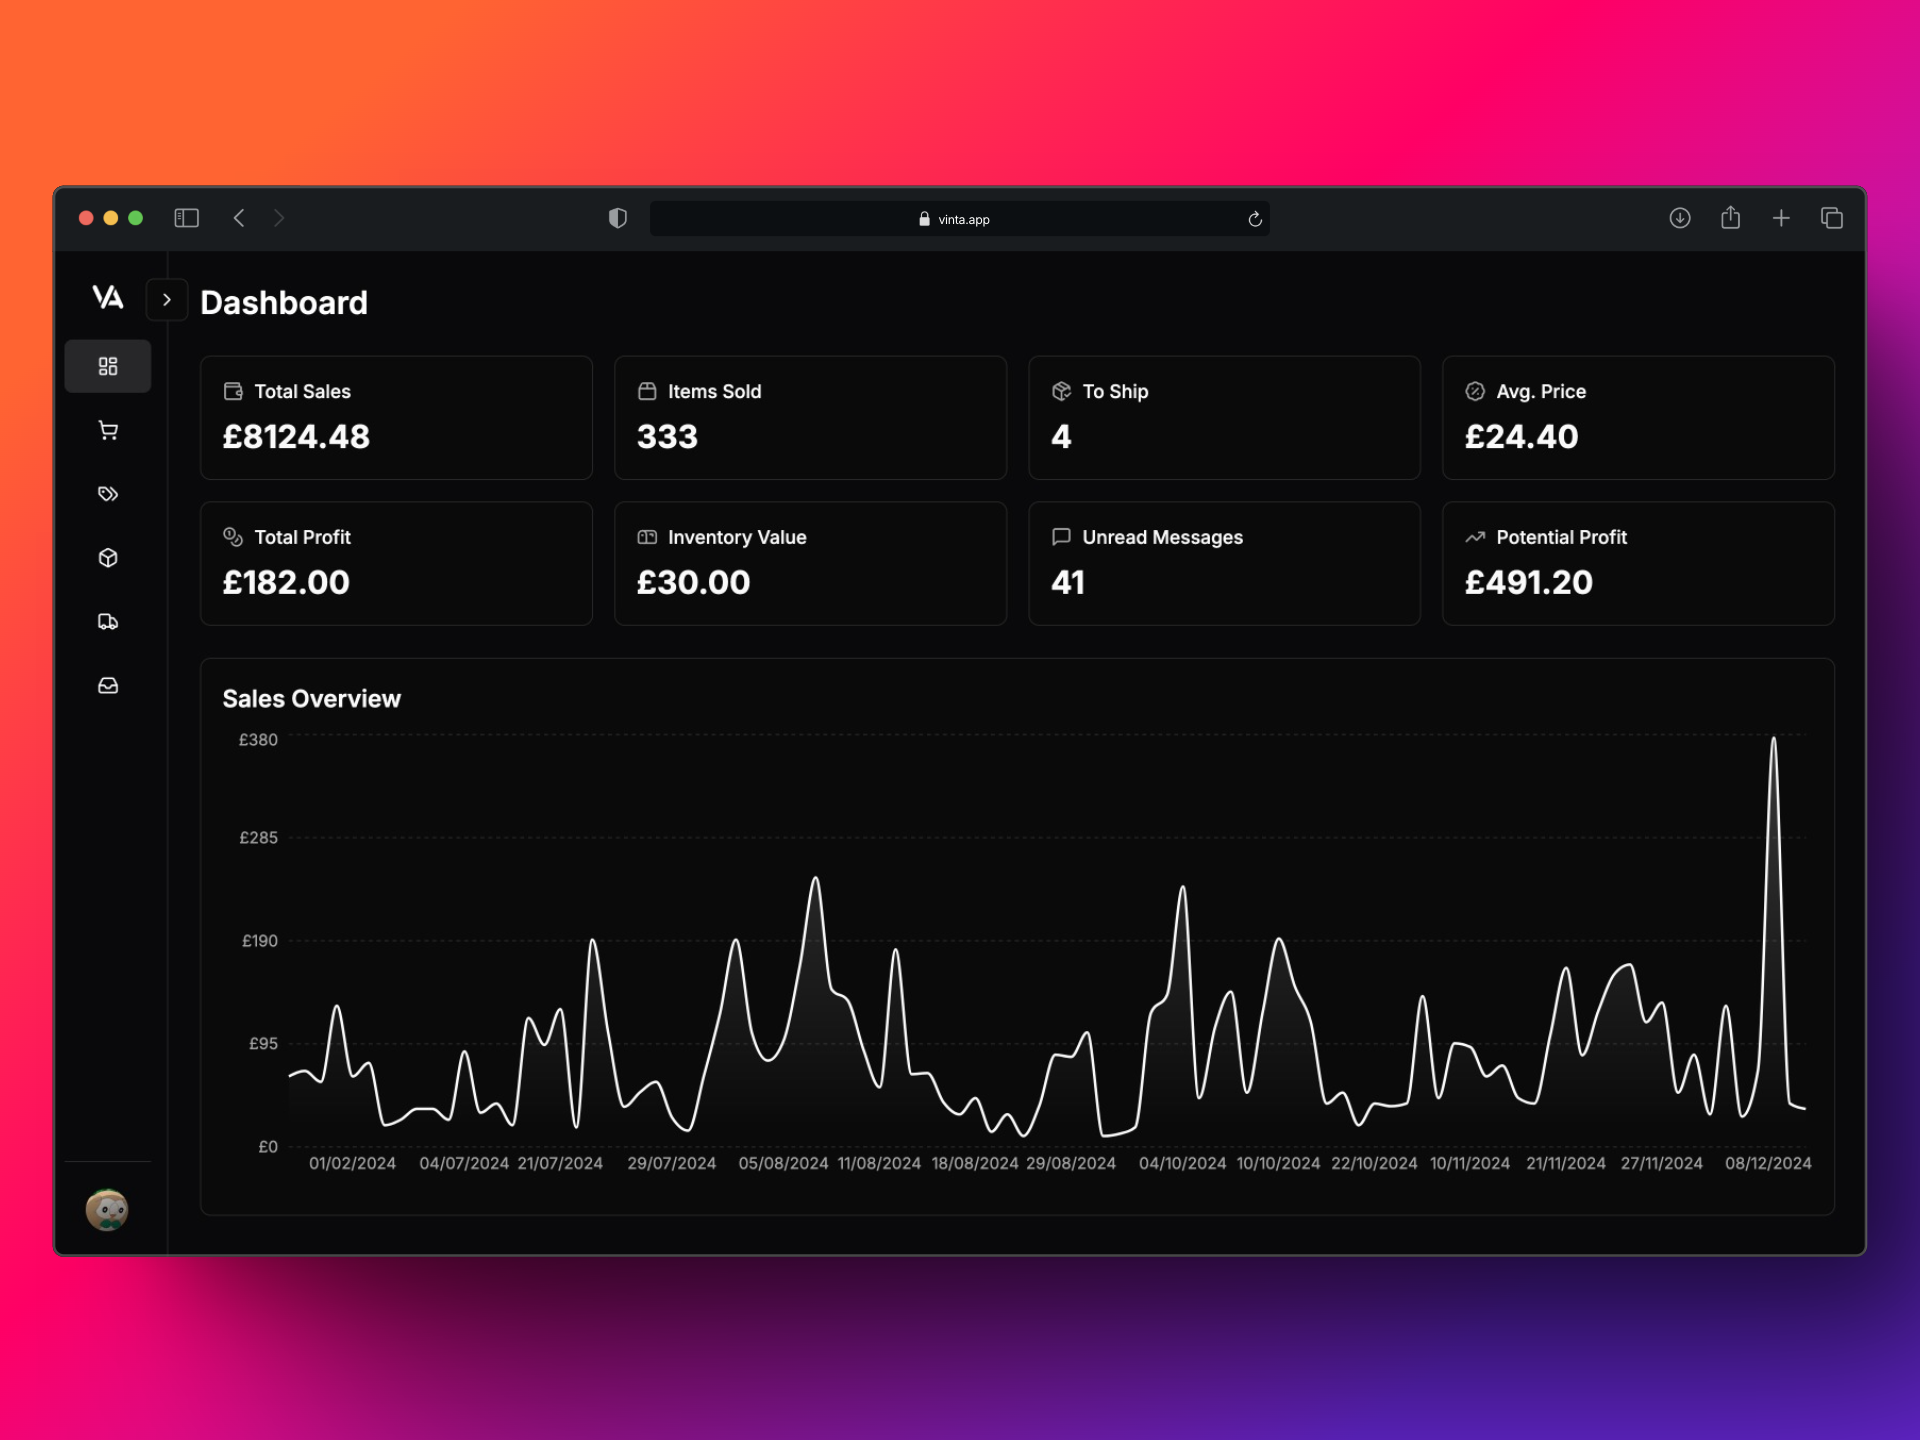 vinta.app
VA
Dashboard
Total Sales
£8124.48
Items Sold
333
To Ship
4
Avg. Price
£24.40
Total Profit
£182.00
Inventory Value
£30.00
Unread Messages
41
Potential Profit
£491.20
Sales Overview
£380
£285
£190
£95
£0
01/02/2024 04/07/2024 21/07/2024 29/07/2024 05/08/2024 11/08/2024 18/08/2024 29/08/2024 04/10/2024 10/10/2024 22/10/2024 10/11/2024 21/11/2024 27/11/2024 08/12/2024